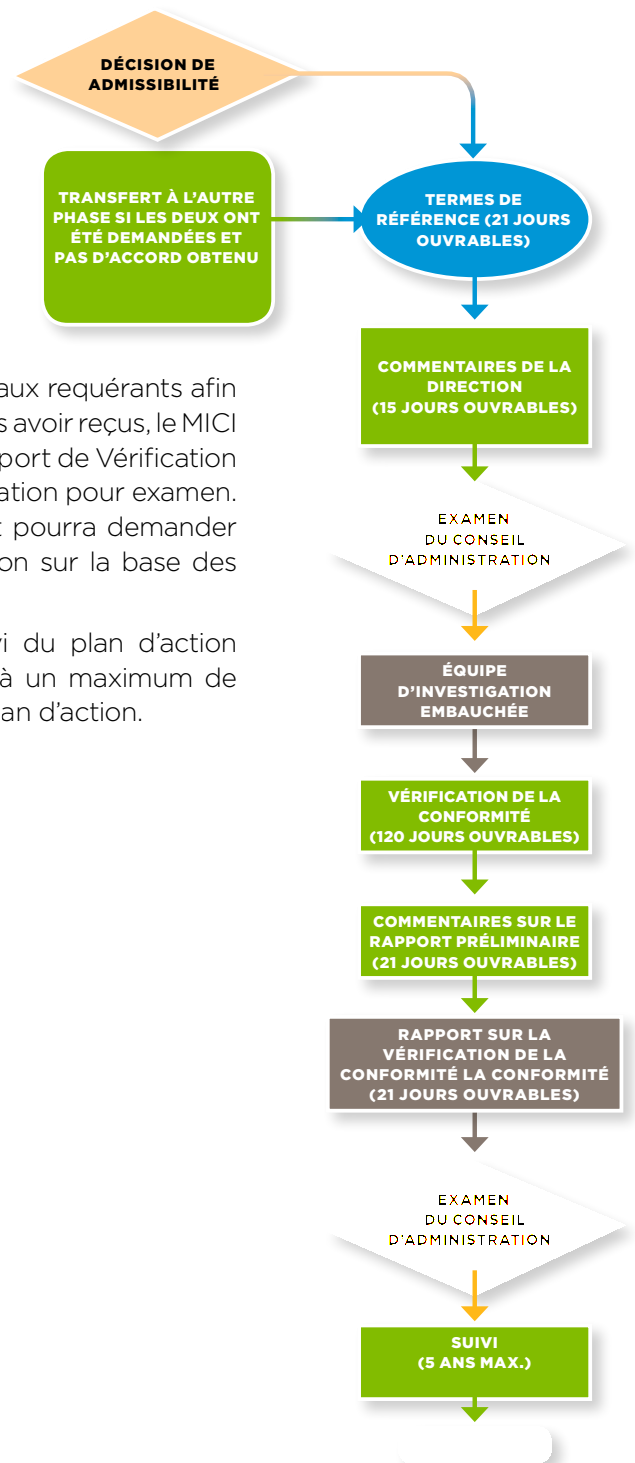 DÉCISION DE
ADMISSIBILITÉ
TRANSFERT À L'AUTRE
PHASE SI LES DEUX ONT
ÉTÉ DEMANDÉES ET
PAS D'ACCORD OBTENU
TERMES DE
RÉFÉRENCE (21 JOURS
OUVRABLES)
COMMENTAIRES DE LA
DIRECTION
(15 JOURS OUVRABLES)
aux requérants afin
s avoir reçus, le MICI
port de Vérification
ation pour examen.
t pourra demander
on sur la base des
vi du plan d'action
à un maximum de
lan d'action.
EXAMEN
DU CONSEIL
D'ADMINISTRATION
ÉQUIPE
D'INVESTIGATION
EMBAUCHÉE
VÉRIFICATION DE LA
CONFORMITÉ
(120 JOURS OUVRABLES)
COMMENTAIRES SUR LE
RAPPORT PRÉLIMINAIRE
(21 JOURS OUVRABLES)
RAPPORT SUR LA
VÉRIFICATION DE LA
CONFORMITÉ LA CONFORMITÉ
(21 JOURS OUVRABLES)
EXAMEN
DU CONSEIL
D'ADMINISTRATION
SUIVI
(5 ANS MAX.)